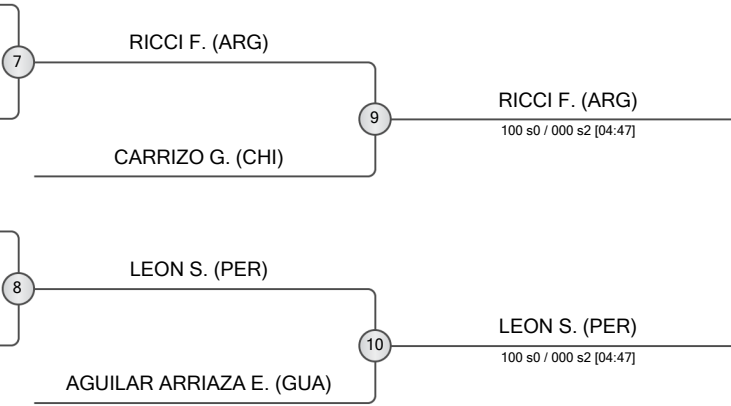 RICCI F. (ARG)
7
RICCI F. (ARG)
9
100 s0 / 000 s2 [04:47]
CARRIZO G. (CHI)
LEON S. (PER)
8
LEON S. (PER)
10
100 s0 / 000 s2 [04:47]
AGUILAR ARRIAZA E. (GUA)